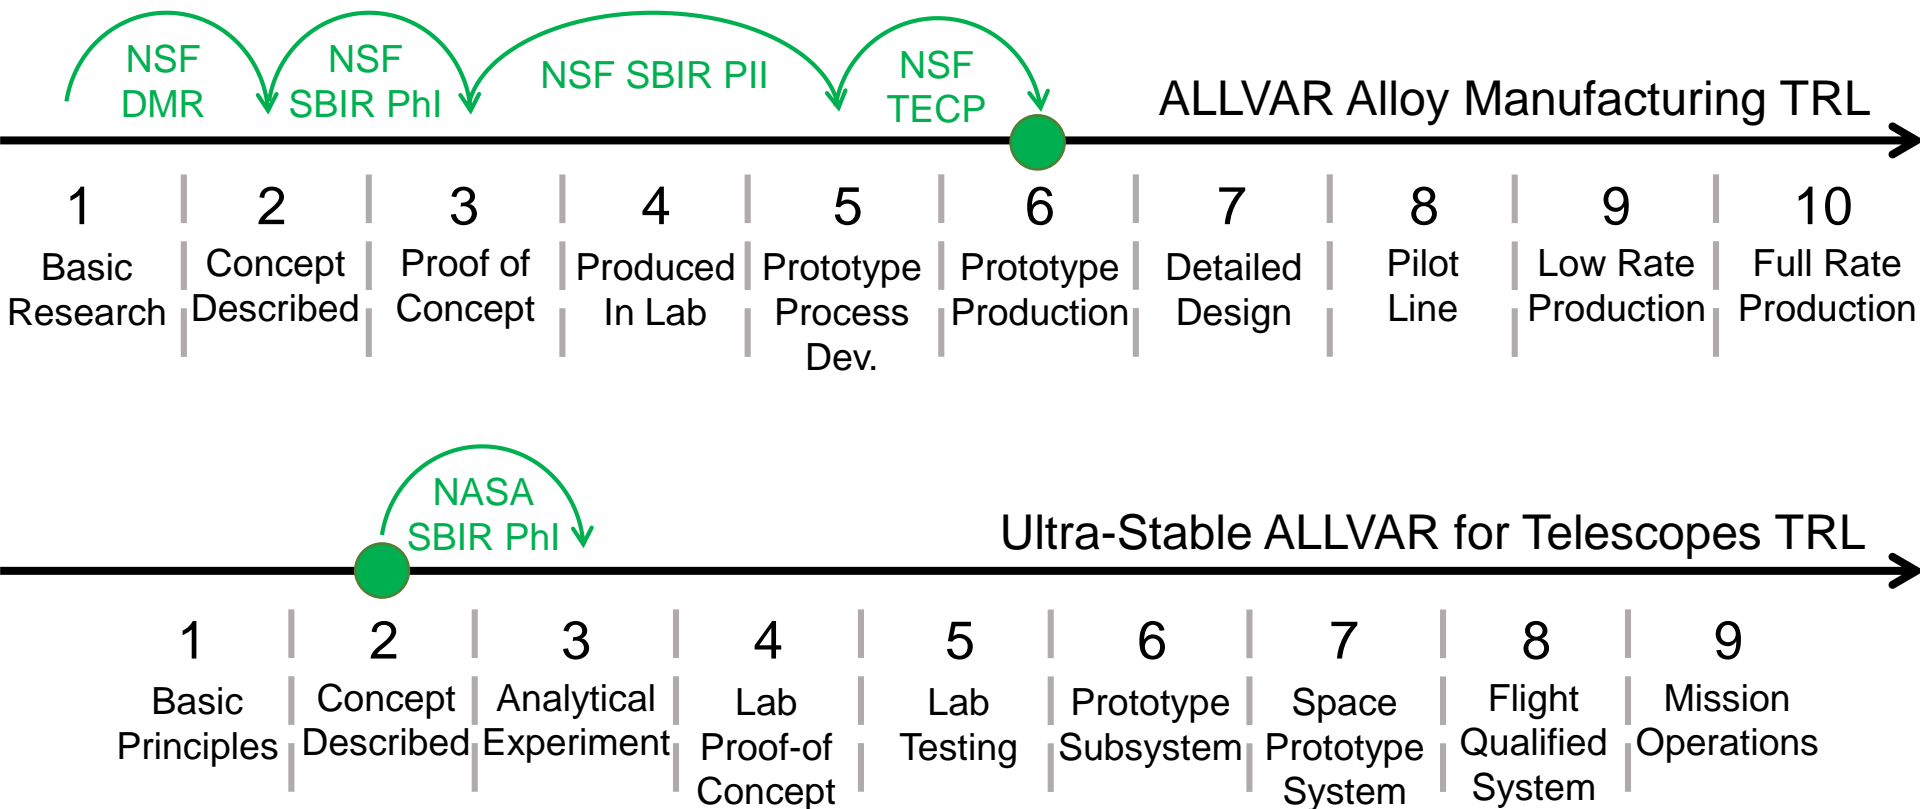 NSF
DMR
NSF
SBIR PhI
NSF SBIR PII
NSF
TECP
ALLVAR Alloy Manufacturing TRL
1
Basic
Research
2
Concept
Described
3
Proof of
Concept
4
Produced
In Lab
5
Prototype
Process
Dev.
6
Prototype
Production
7
Detailed
Design
8
Pilot
Line
9
Low Rate
Production
10
Full Rate
Production
NASA
SBIR PhI
Ultra-Stable ALLVAR for Telescopes TRL
1
Basic
Principles
2
Concept
Described
3
Analytical
Experiment
4
Lab
Proof-of
Concept
5
Lab
Testing
6
Prototype
Subsystem
7
Space
Prototype
System
8
Flight
Qualified
System
9
Mission
Operations